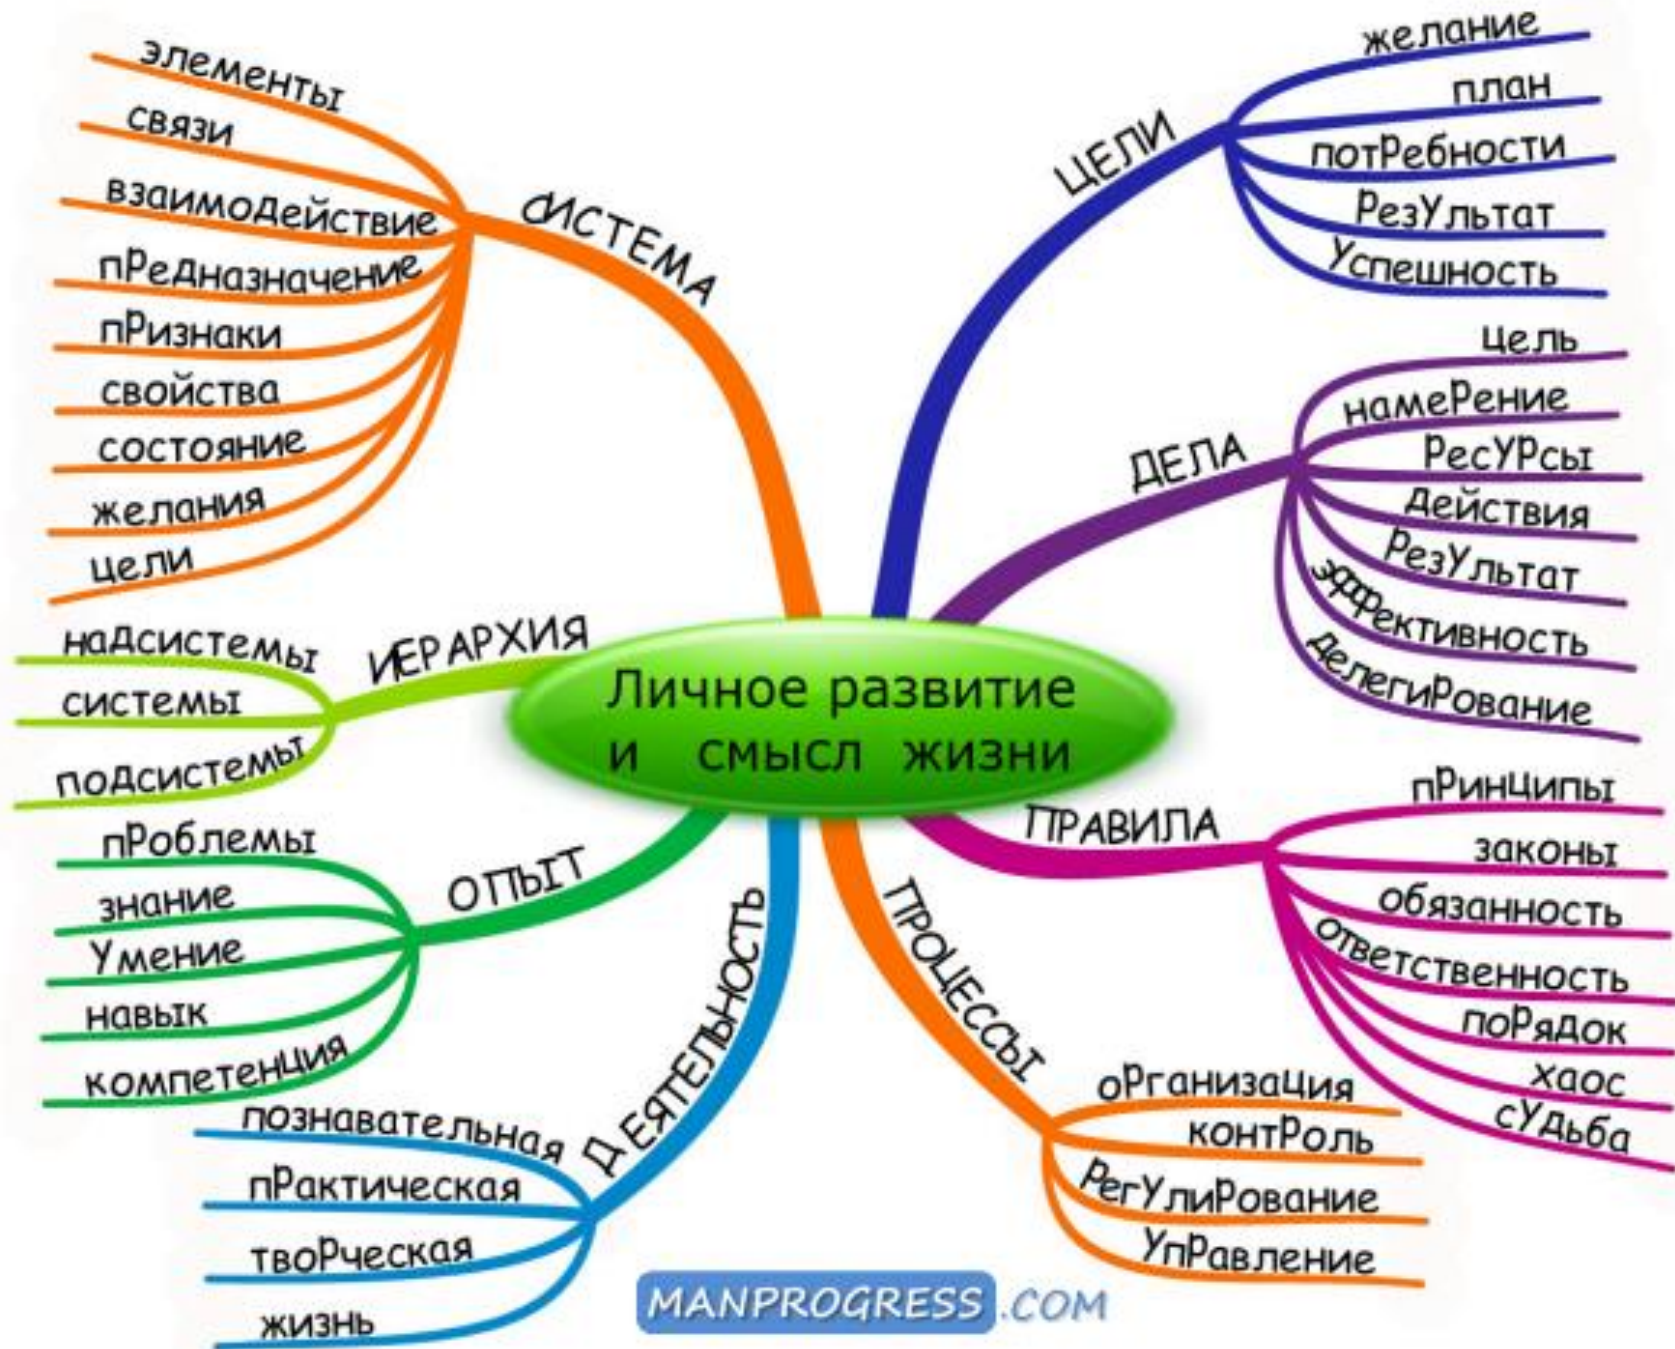 Личное развитие
и смысл жизни
ЦЕЛИ
желание
план
потРебности
РезУльтат
Успешность
ДЕЛА
цель
намеРение
РесУРсы
действия
РезУльтат
эффективность
делегиРование
ПРАВИЛА
пРинципы
законы
обязанность
ответственность
поРядок
хаос
сУдьба
ПРОЦЕССЫ
оРганизация
контРоль
РегУлиРование
УпРавление
ДЕЯТЕЛЬНОСТЬ
познавательная
пРактическая
твоРческая
жизнь
ОПЫТ
пРоблемы
знание
Умение
навык
компетенция
ИЕРАРХИЯ
надсистемы
системы
подсистемы
СИСТЕМА
элементы
связи
взаимодействие
пРедназначение
пРизнаки
свойства
состояние
желания
цели
MANPROGRESS.COM